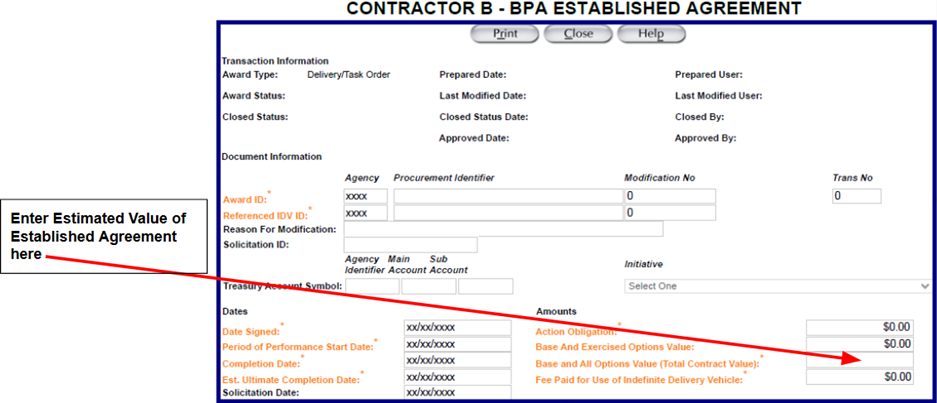 CONTRACTOR B - BPA ESTABLISHED AGREEMENT
Print Close Help
Transaction Information
Award Type: Delivery/Task Order Prepared Date: Prepared User:
Award Status: Last Modified Date: Last Modified User:
Closed Status: Closed Status Date: Closed By:
Approved Date: Approved By:
Document Information
Agency Procurement Identifier Modification No Trans No
Award ID:* xxxx 0 0
Referenced IDV ID:* xxxx 0
Reason For Modification:
Solicitation ID:
Enter Estimated Value of
Established Agreement
here
Agency Main Sub
Identifier Account Account Initiative
Treasury Account Symbol: Select One
Dates Amounts
Date Signed:* xx/xx/xxxx Action Obligation:* $0.00
Period of Performance Start Date:* xx/xx/xxxx Base And Exercised Options Value: $0.00
Completion Date:* xx/xx/xxxx Base and All Options Value (Total Contract Value):*
Est. Ultimate Completion Date:* xx/xx/xxxx Fee Paid for Use of Indefinite Delivery Vehicle:* $0.00
Solicitation Date: xx/xx/xxxx